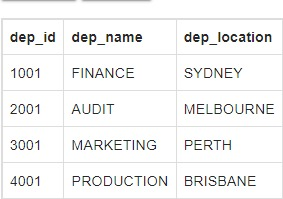 dep_id dep_name dep_location
1001 FINANCE SYDNEY
2001 AUDIT MELBOURNE
3001 MARKETING PERTH
4001 PRODUCTION BRISBANE